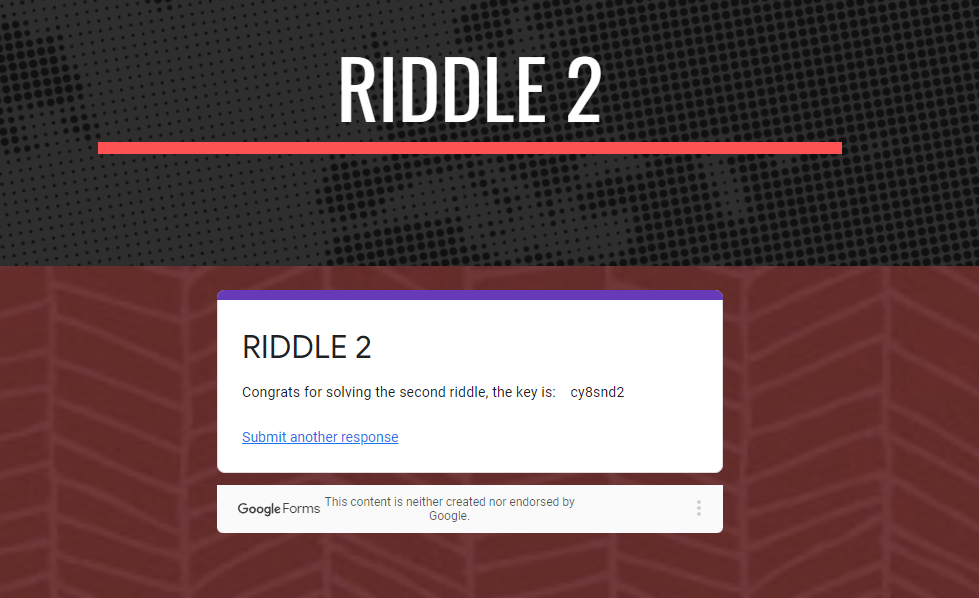 RIDDLE 2
RIDDLE 2
Congrats for solving the second riddle, the key is: cy8snd2
Submit another response
Google Forms
This content is neither created nor endorsed by
Google.